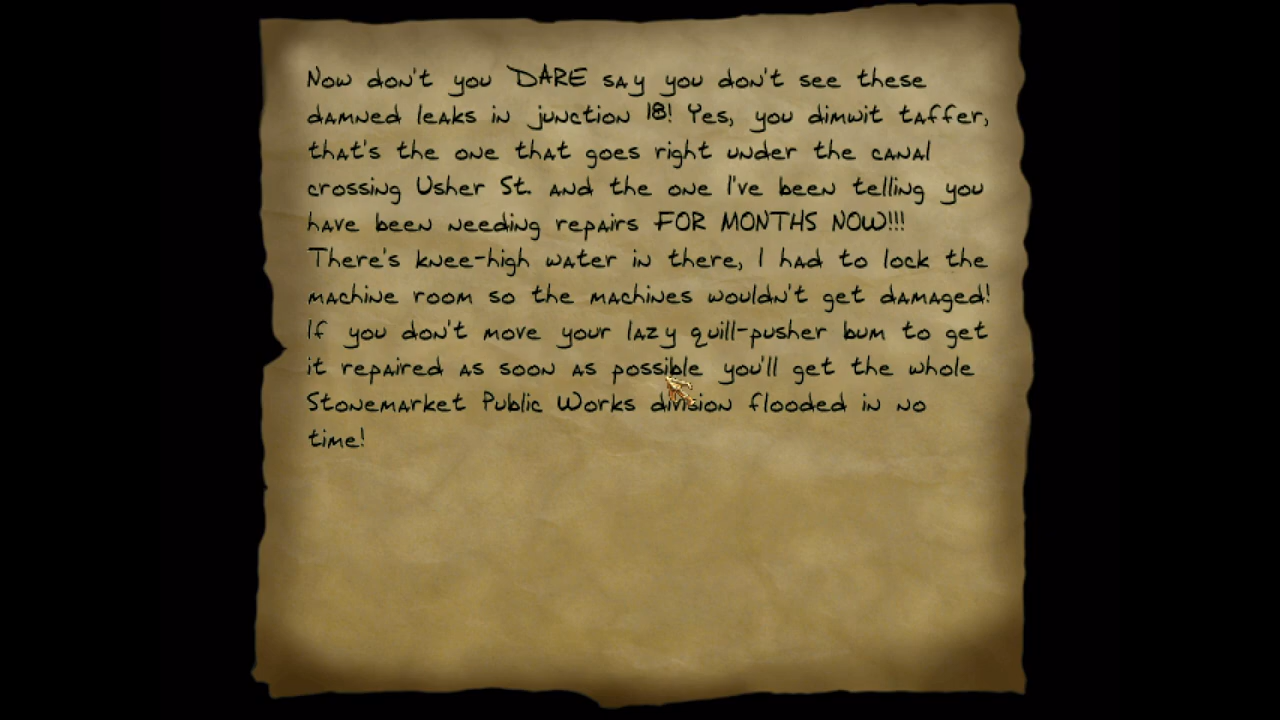 Now don't you DARE say you don't see these
damned leaks in junction 18! Yes, you dimwit taffer,
that's the one that goes right under the canal
crossing Usher St. and the one I've been telling you
have been needing repairs FOR MONTHS NOW!!!
There's knee-high water in there, I had to lock the
machine room so the machines wouldn't get damaged!
If you don't move your lazy quill-pusher bum to get
it repaired as soon as possible you'll get the whole
Stonemarket Public Works division flooded in no
time!